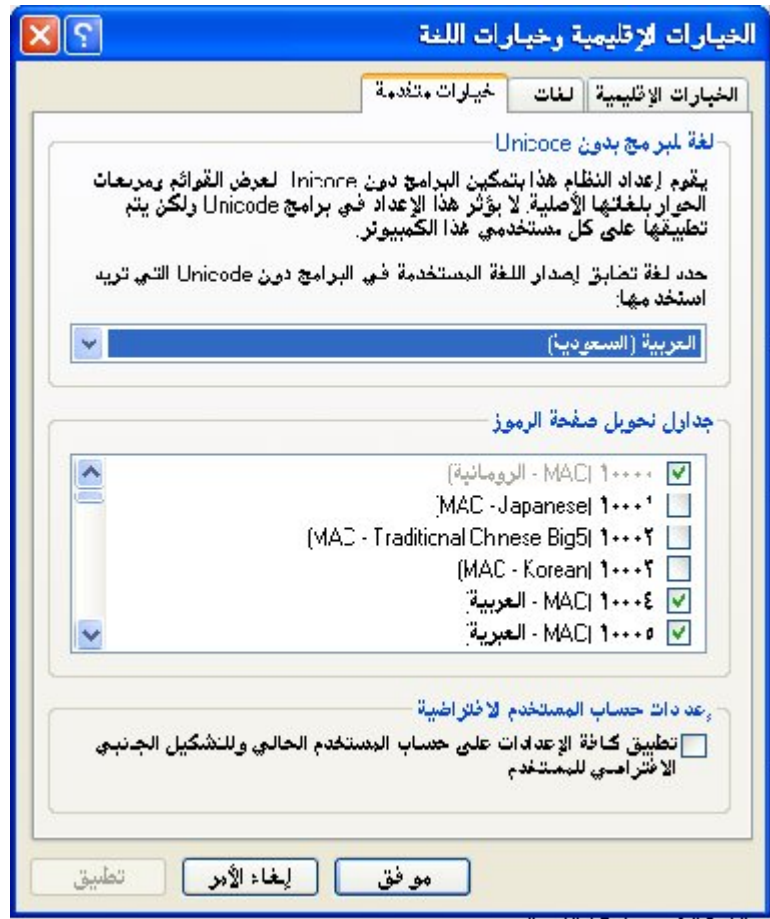 الخيارات الإقليمية وخيارات اللغة
الخيارات الإقليمية لغات خيارات متقدمة
لغة لبرامج بدون Unicode
يقوم إعداد النظام هذا بتمكين البرامج دون Unicode لعرض القوائم ومربعات
الحوار بلغاتها الأصلية. لا يؤثر هذا الإعداد في برامج Unicode ولكن يتم
تطبيقها على كل مستخدمي هذا الكمبيوتر.
حدد لغة تطابق إصدار اللغة المستخدمة في البرامج دون Unicode التي تريد
استخدامها:
العربية (السعودية)
جداول تحويل صفحة الرموز
١٠٠٠٠ (MAC - الرومانية)
١٠٠٠١ (MAC - Japanese)
١٠٠٠٢ (MAC - Traditional Chinese Big5)
١٠٠٠٣ (MAC - Korean)
١٠٠٠٤ (MAC - العربية)
١٠٠٠٥ (MAC - العبرية)
إعدادات حساب المستخدم الافتراضية
تطبيق كافة الإعدادات على حساب المستخدم الحالي وللتشكيل الجانبي
الافتراضي للمستخدم
موافق إلغاء الأمر تطبيق